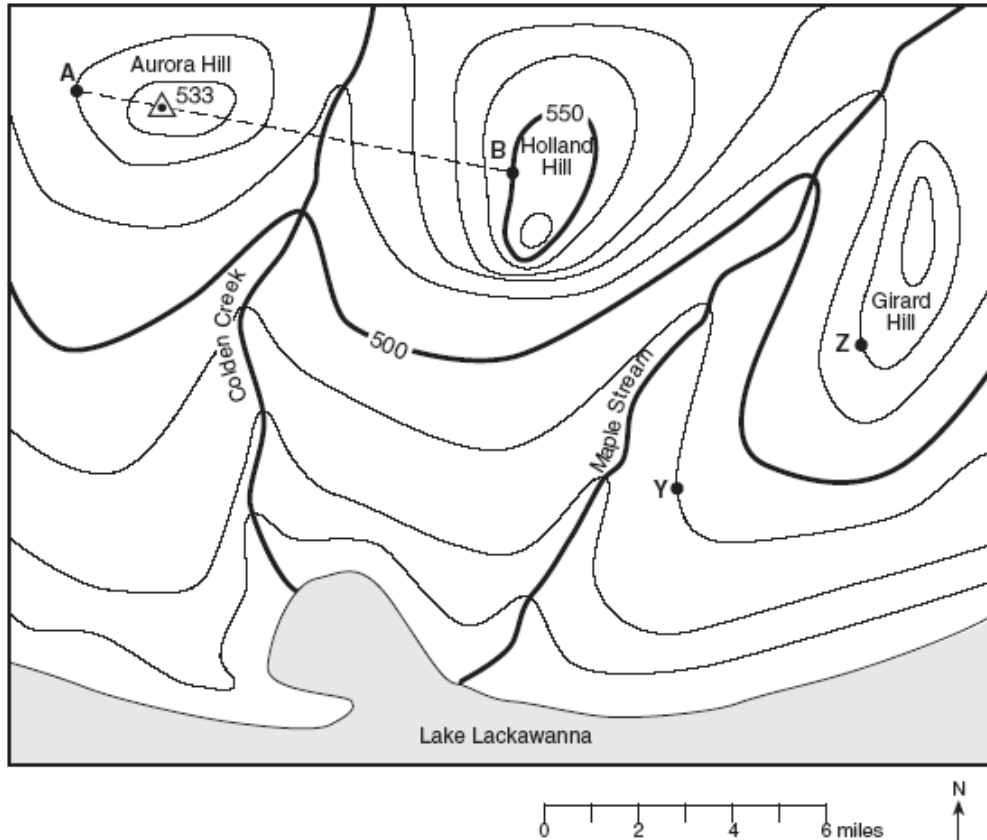 A
Aurora Hill
533
550
B
Holland
Hill
Colden Creek
500
Girard
Hill
Z
Maple Stream
Y
Lake Lackawanna
N
0 2 4 6 miles